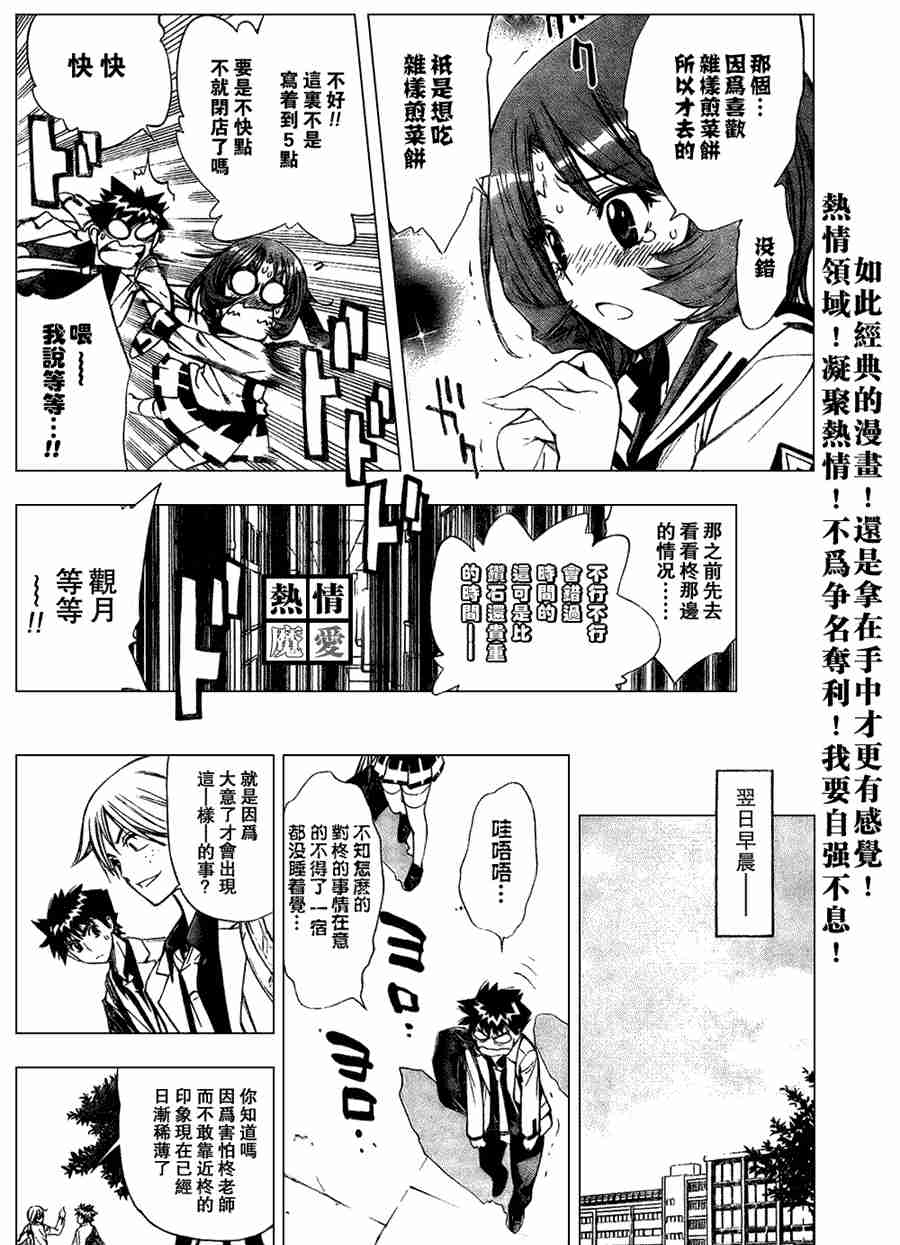 那個…
因爲喜歡
雜樣煎菜餅
所以才去的
沒錯
祇是想吃
雜樣煎菜餅
不好!!
這裏不是
寫着到5點
要是不快點
不就閉店了嗎
快快
喂~~
我說等等…!!
那之前先去
看看柊那邊
的情况……
不行不行
會錯過
時間的
這可是比
鑽石還貴重
的時間——
熱情
魔愛
觀月
等等
~~!!
翌日早晨——
哇唔唔…
不知怎麽的
對柊的事情在意
的不得了一宿
都没睡着覺…
就是因爲
大意了才會出現
這—樣—的事?
你知道嗎
因爲害怕柊老師
而不敢靠近柊的
印象現在已經
日漸稀薄了
如此經典的漫畫！還是拿在手中才更有感覺！
熱情領域！凝聚熱情！不爲争名奪利！我要自强不息！